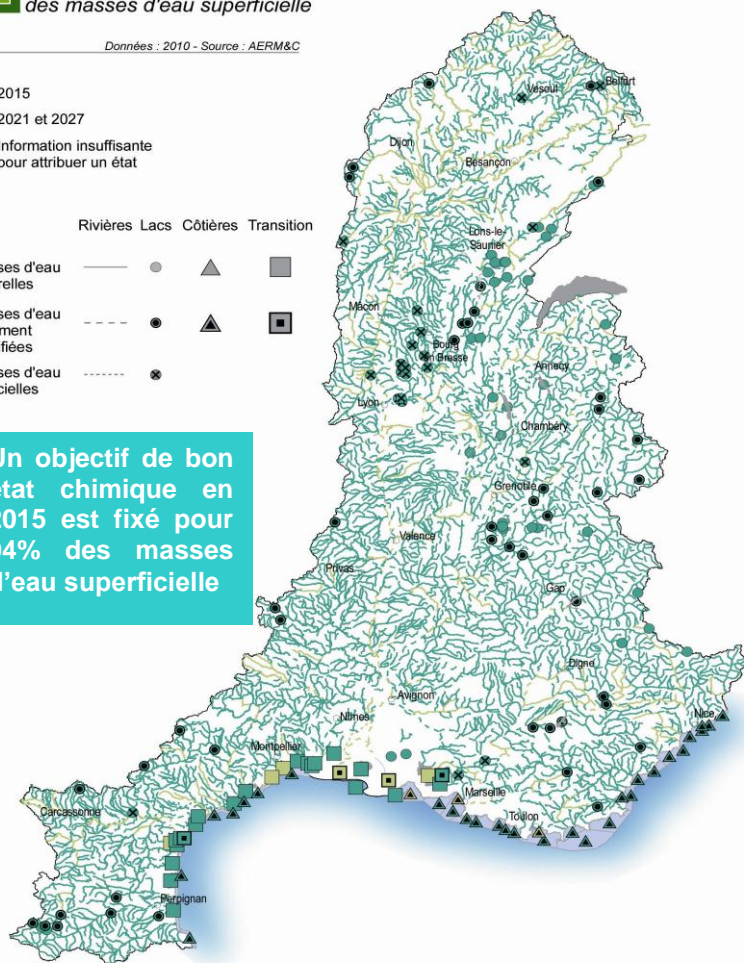 des masses d'eau superficielle
Données : 2010 - Source : AERM&C
2015
2021 et 2027
Information insuffisante
pour attribuer un état
Rivières Lacs Côtières Transition
ses d'eau
relles
ses d'eau
ement
fiées
ses d'eau
cielles
Un objectif de bon
état chimique en
2015 est fixé pour
94% des masses
d'eau superficielle
Vesoul
Belfort
Dijon
Besançon
Lons-le-
Saunier
Mâcon
Bourg
en Bresse
Annecy
Lyon
Chambéry
Grenoble
Valence
Privas
Gap
Digne
Avignon
Nîmes
Nice
Montpellier
Marseille
Carcassonne
Toulon
Perpignan